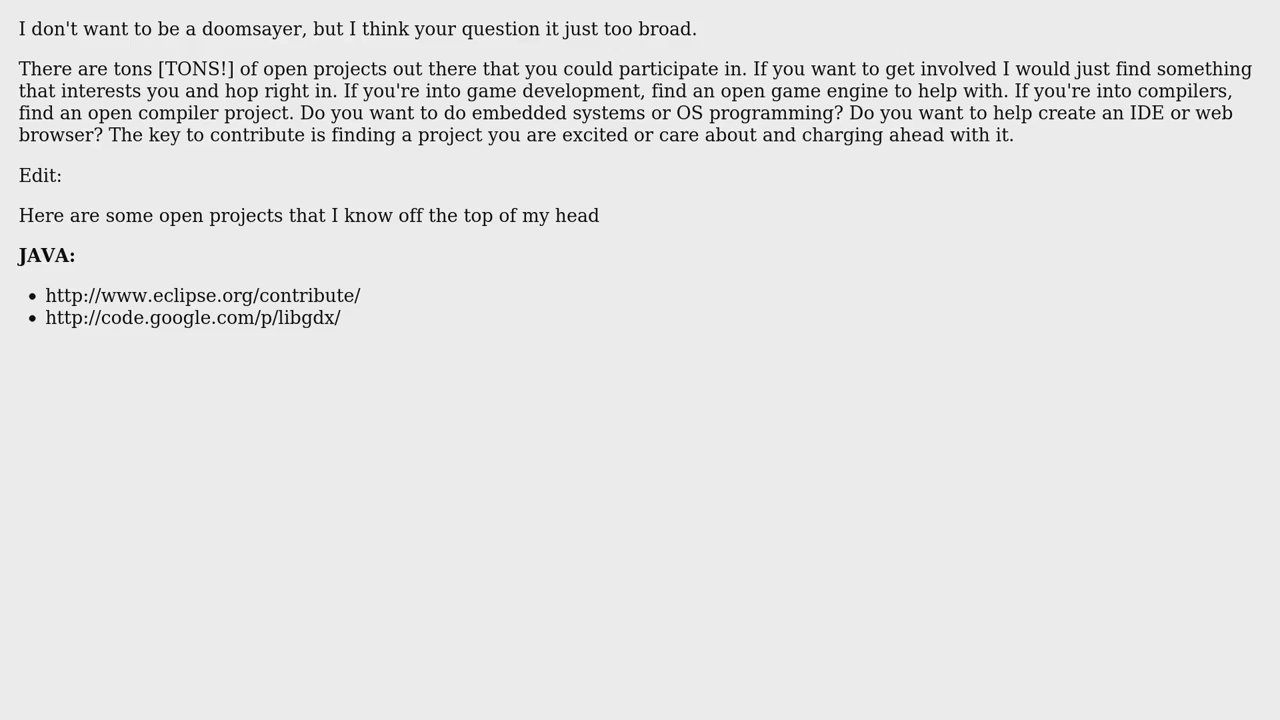 I don't want to be a doomsayer, but I think your question it just too broad.
There are tons [TONS!] of open projects out there that you could participate in. If you want to get involved I would just find something
that interests you and hop right in. If you're into game development, find an open game engine to help with. If you're into compilers,
find an open compiler project. Do you want to do embedded systems or OS programming? Do you want to help create an IDE or web
browser? The key to contribute is finding a project you are excited or care about and charging ahead with it.
Edit:
Here are some open projects that I know off the top of my head
JAVA:
• http://www.eclipse.org/contribute/
• http://code.google.com/p/libgdx/